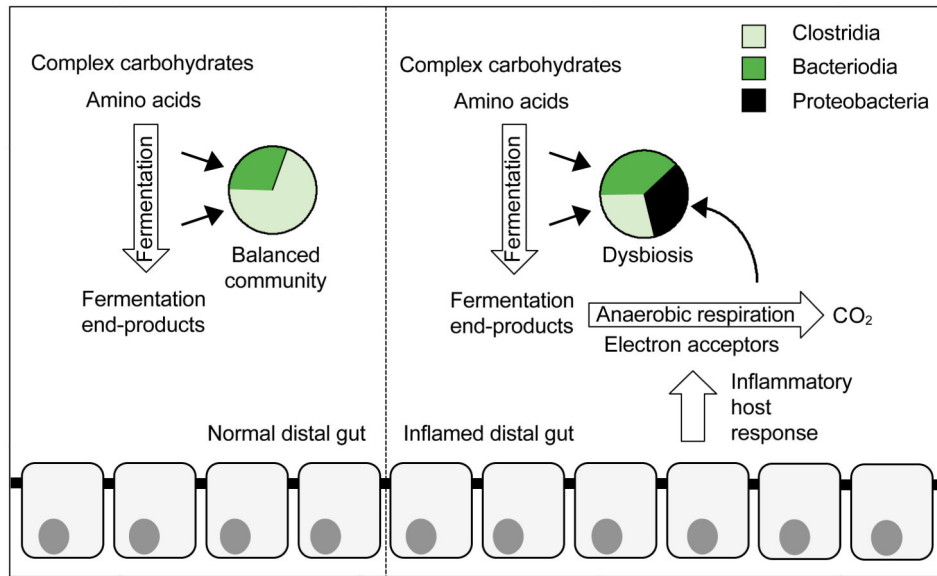 Complex carbohydrates
Amino acids
Fermentation
Balanced
community
Fermentation
end-products
Normal distal gut
Complex carbohydrates
Amino acids
Fermentation
Dysbiosis
Fermentation
end-products
Anaerobic respiration
CO₂
Electron acceptors
Inflammatory
host
response
Inflamed distal gut
Clostridia
Bacteriodia
Proteobacteria